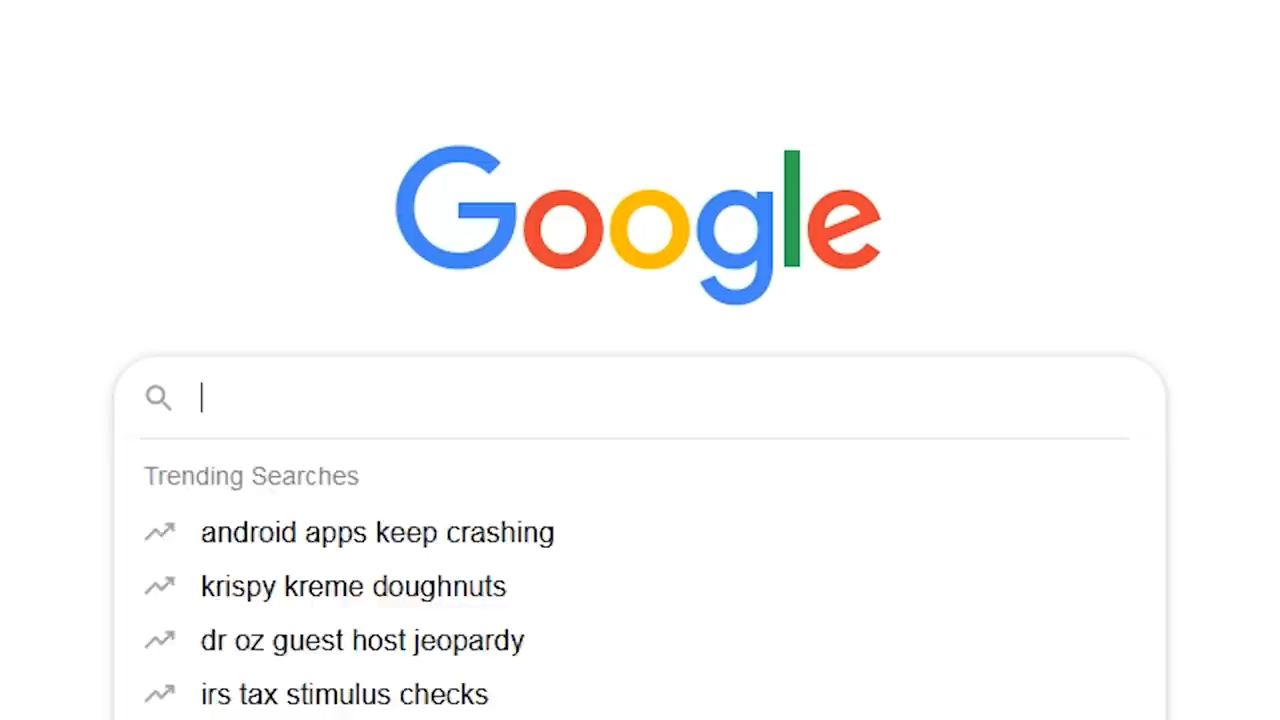 Google
Trending Searches
android apps keep crashing
krispy kreme doughnuts
dr oz guest host jeopardy
irs tax stimulus checks